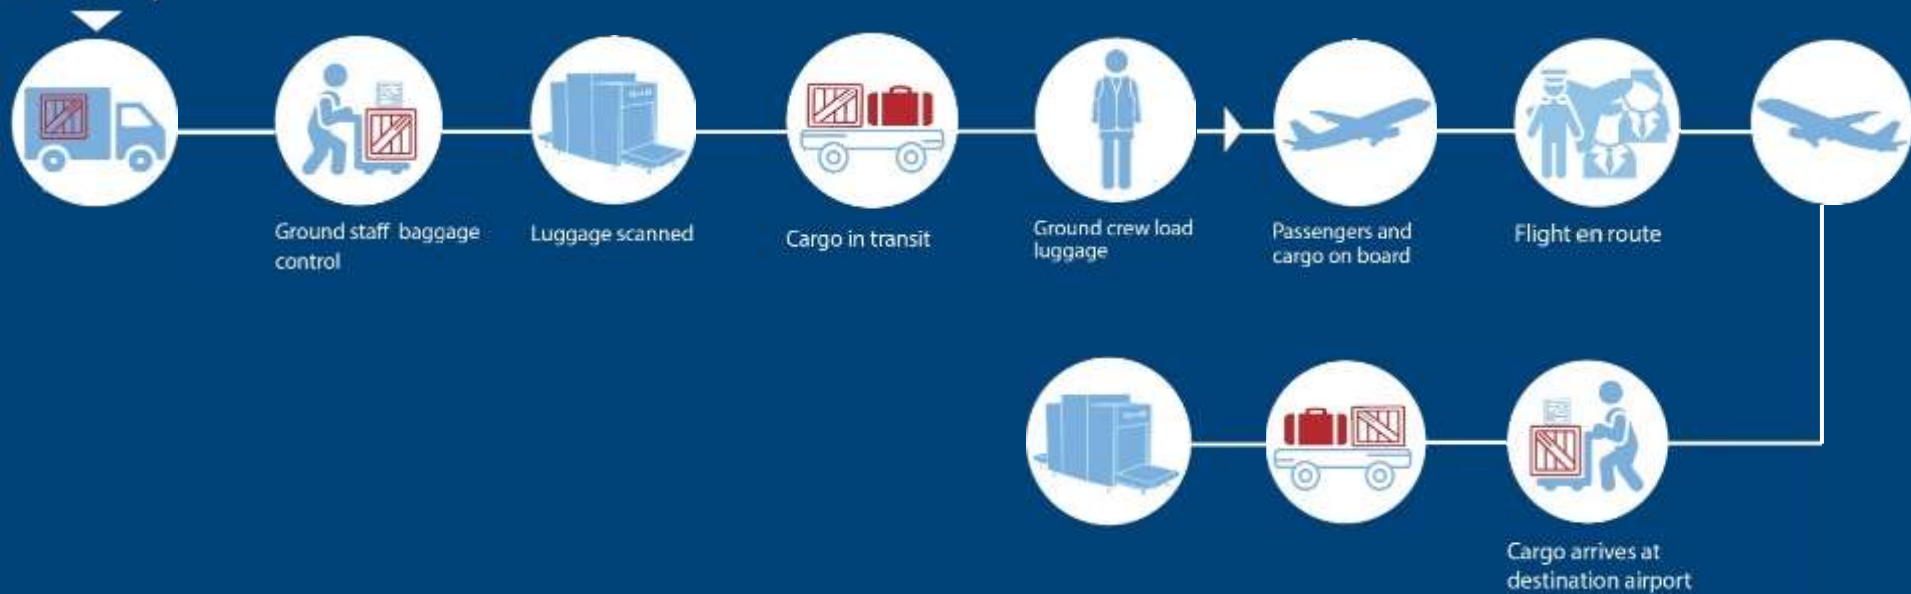 Ground staff baggage
control
Luggage scanned
Cargo in transit
Ground crew load
luggage
Passengers and
cargo on board
Flight en route
Cargo arrives at
destination airport